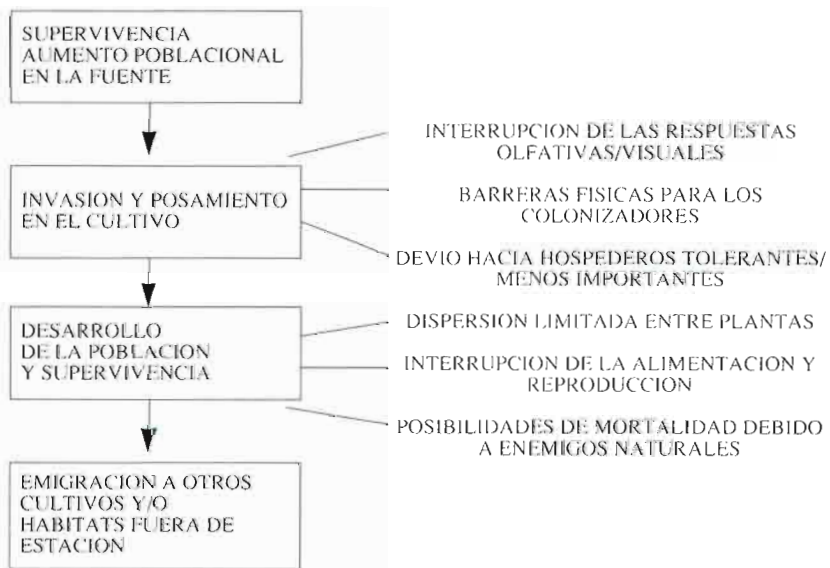 SUPERVIVENCIA
AUMENTO POBLACIONAL
EN LA FUENTE
INTERRUPCION DE LAS RESPUESTAS
OLFATIVAS/VISUALES
INVASION Y POSAMIENTO
EN EL CULTIVO
BARRERAS FISICAS PARA LOS
COLONIZADORES
DEVIO HACIA HOSPEDEROS TOLERANTES/
MENOS IMPORTANTES
DESARROLLO
DE LA POBLACION
Y SUPERVIVENCIA
DISPERSION LIMITADA ENTRE PLANTAS
INTERRUPCION DE LA ALIMENTACION Y
REPRODUCCION
POSIBILIDADES DE MORTALIDAD DEBIDO
A ENEMIGOS NATURALES
EMIGRACION A OTROS
CULTIVOS Y/O
HABITATS FUERA DE
ESTACION